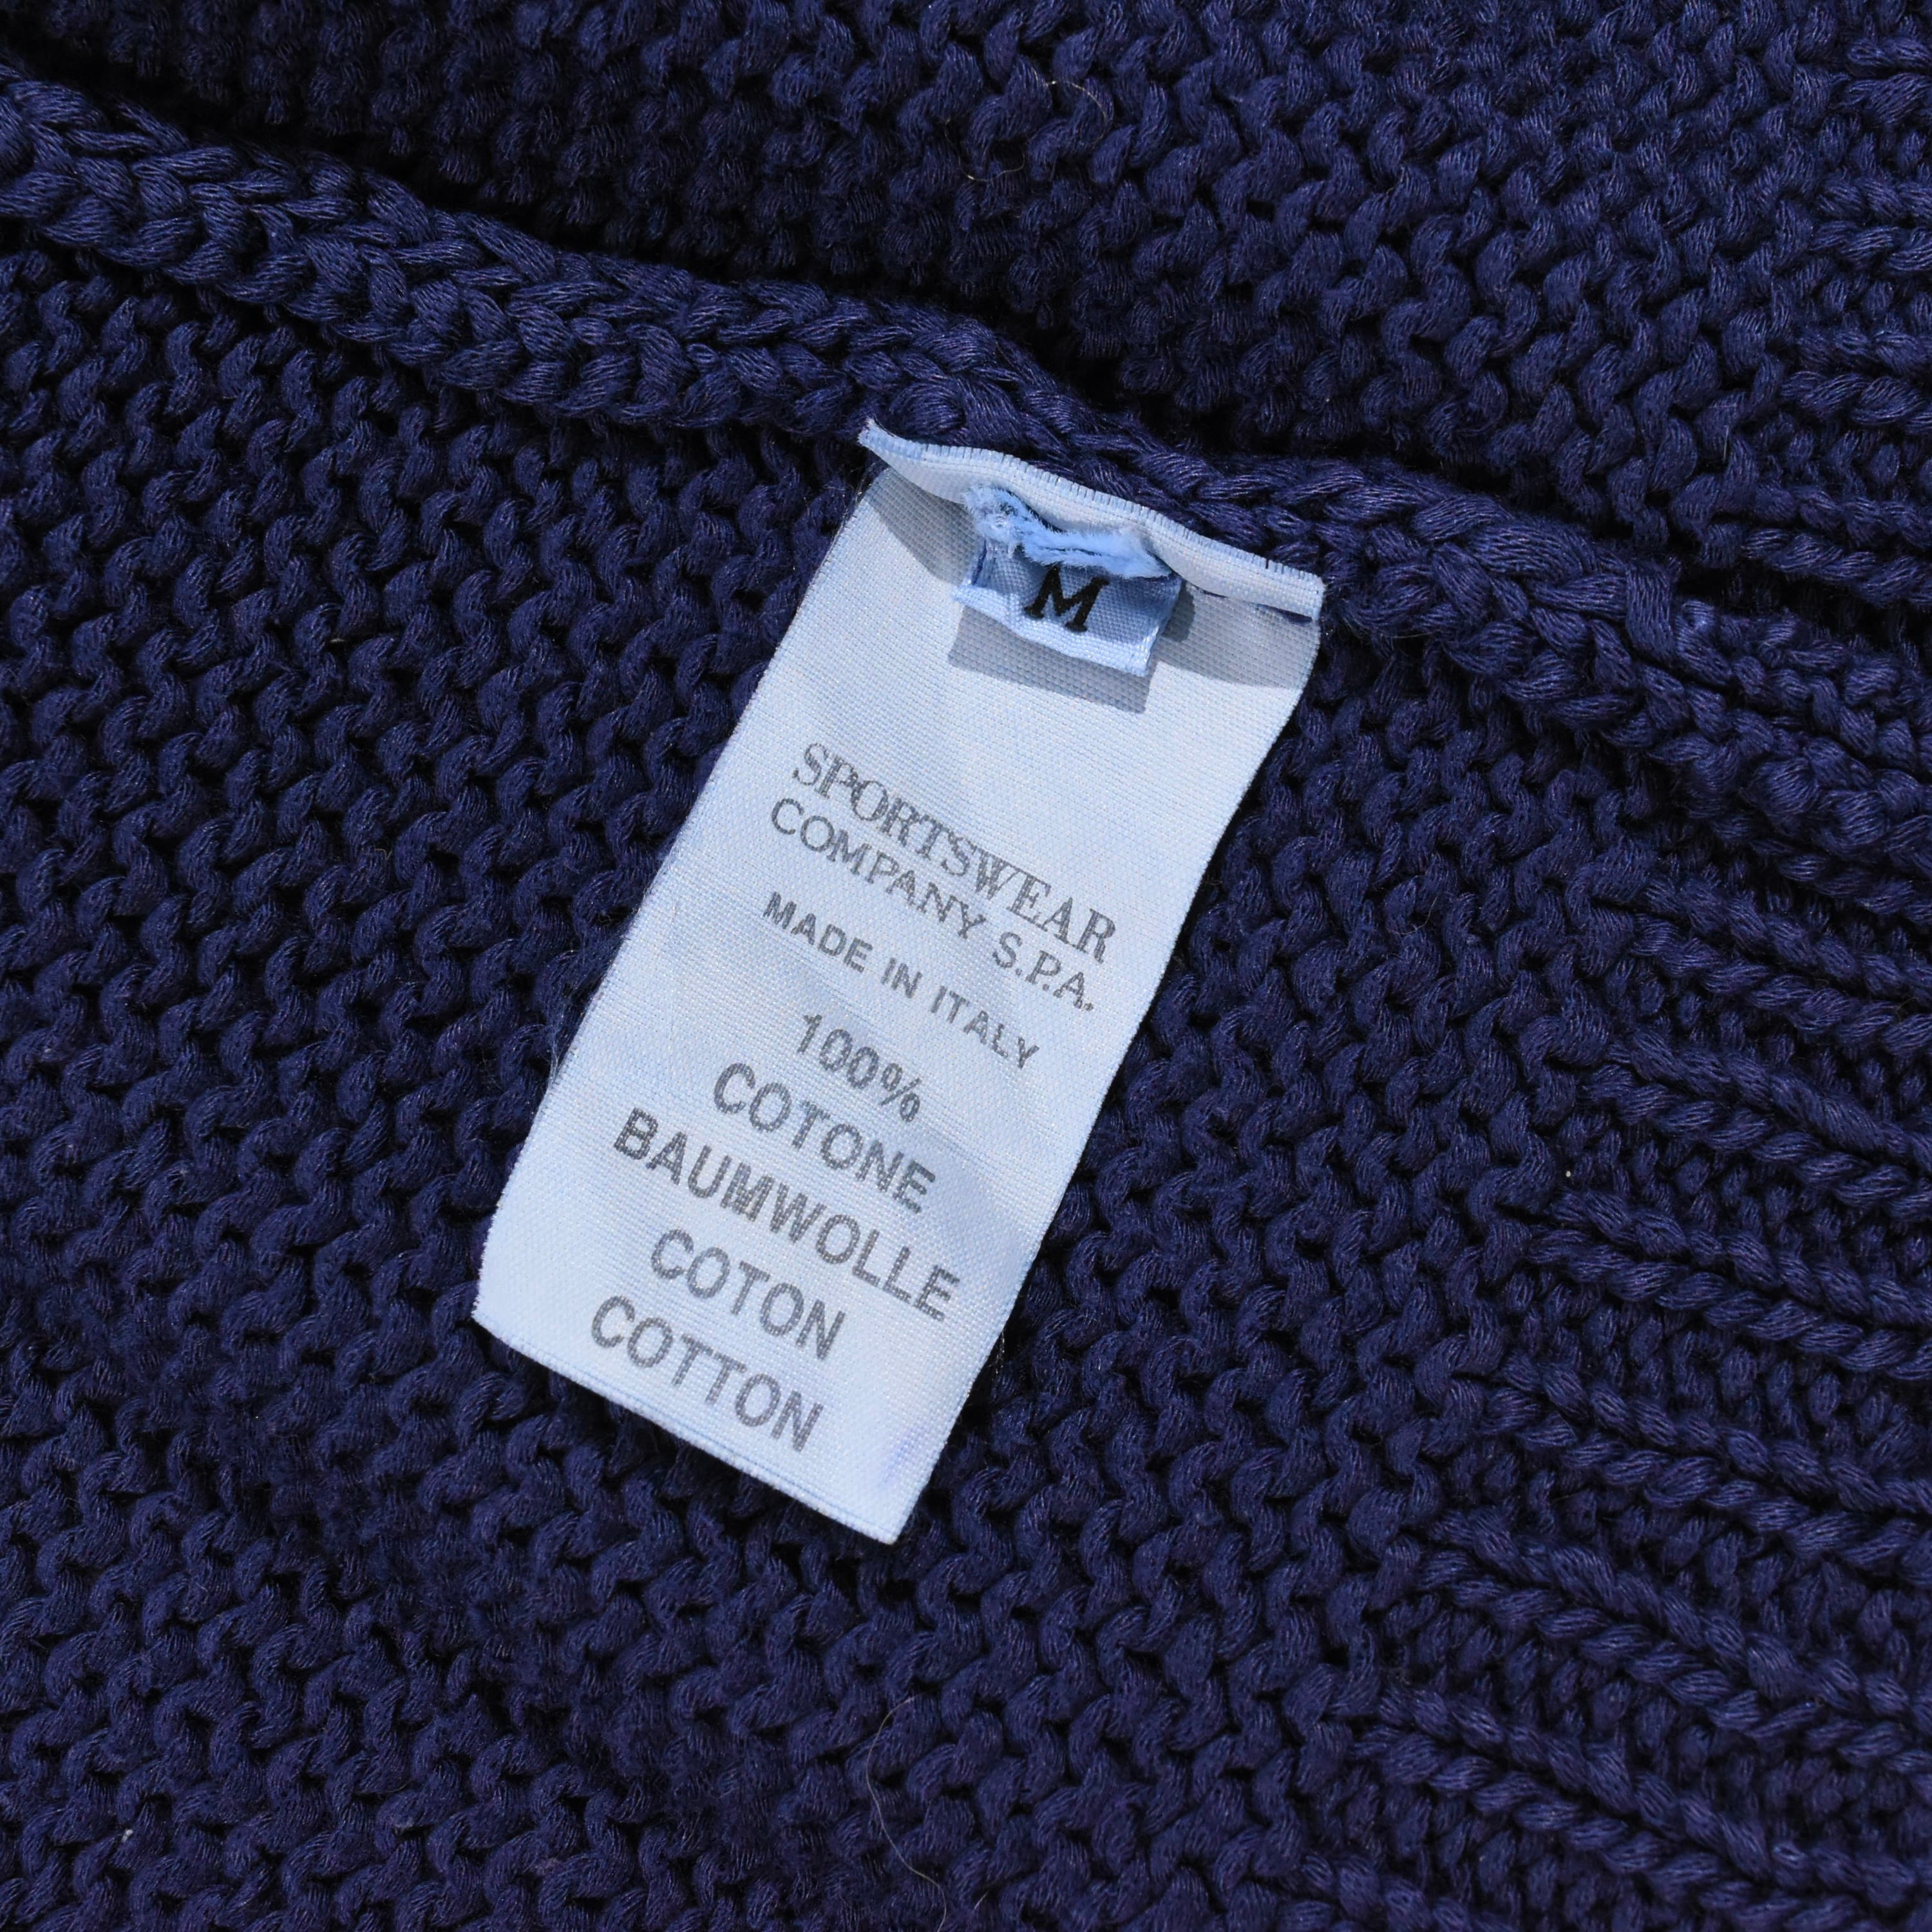 M
SPORTSWEAR
COMPANY S.P.A.
MADE IN ITALY
100%
COTONE
BAUMWOLLE
COTON
COTTON